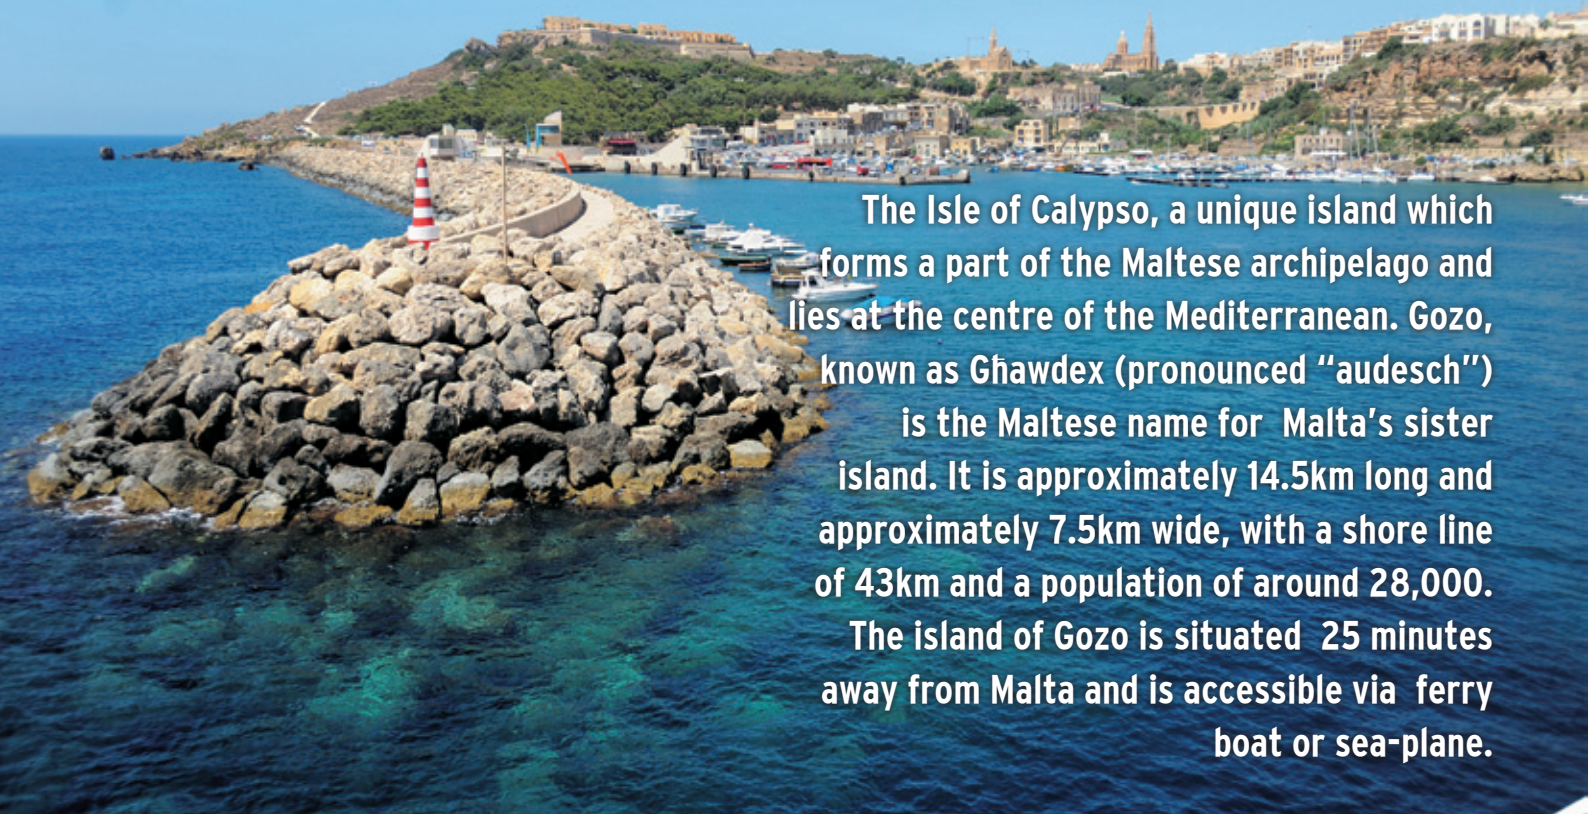 The Isle of Calypso, a unique island which
forms a part of the Maltese archipelago and
lies at the centre of the Mediterranean. Gozo,
known as Għawdex (pronounced “audesch”)
is the Maltese name for  Malta’s sister
island. It is approximately 14.5km long and
approximately 7.5km wide, with a shore line
of 43km and a population of around 28,000.
The island of Gozo is situated  25 minutes
away from Malta and is accessible via  ferry
boat or sea-plane.